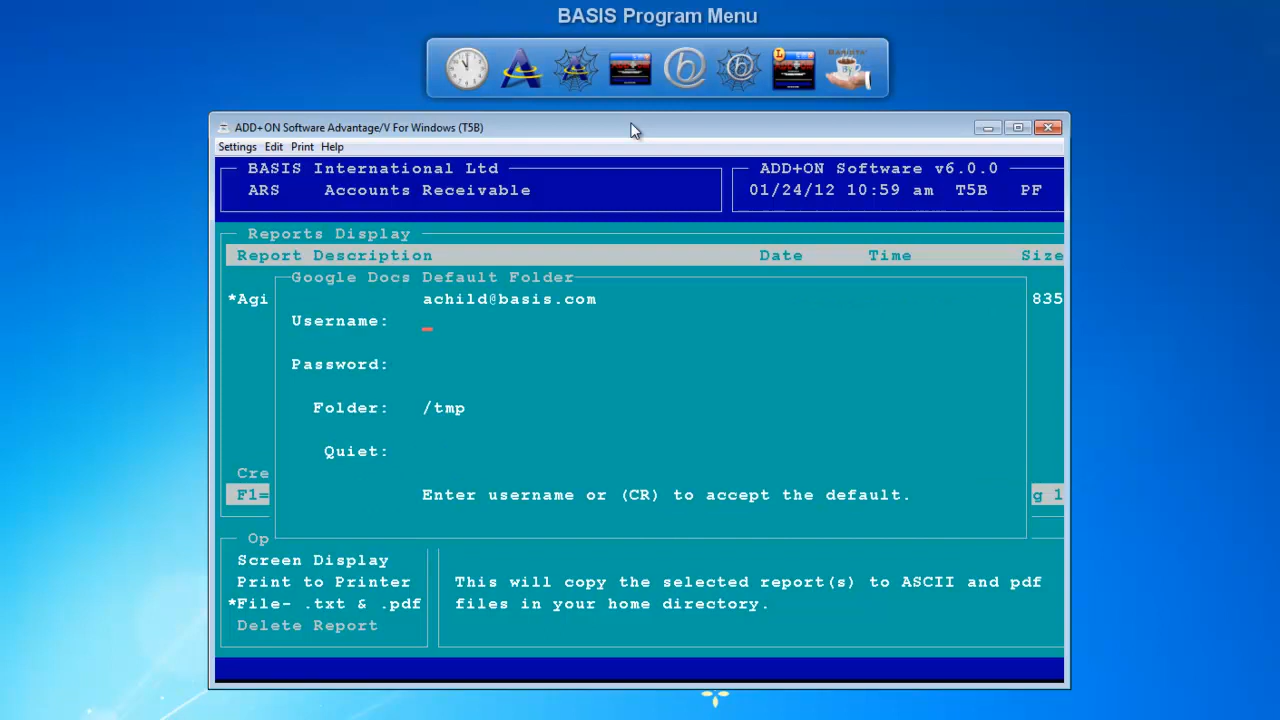 BASIS Program Menu
ADD+ON Software Advantage/V For Windows (T5B)
Settings Edit Print Help
BASIS International Ltd
ADD+ON Software v6.0.0
ARS Accounts Receivable
01/24/12 10:59 am T5B PF
Reports Display
Report Description Date Time Size
Google Docs Default Folder
*Agi achild@basis.com 835
Username:
Password:
Folder: /tmp
Quiet:
Cre
F1= Enter username or (CR) to accept the default. g 1
Op
Screen Display
Print to Printer This will copy the selected report(s) to ASCII and pdf
*File- .txt & .pdf files in your home directory.
Delete Report